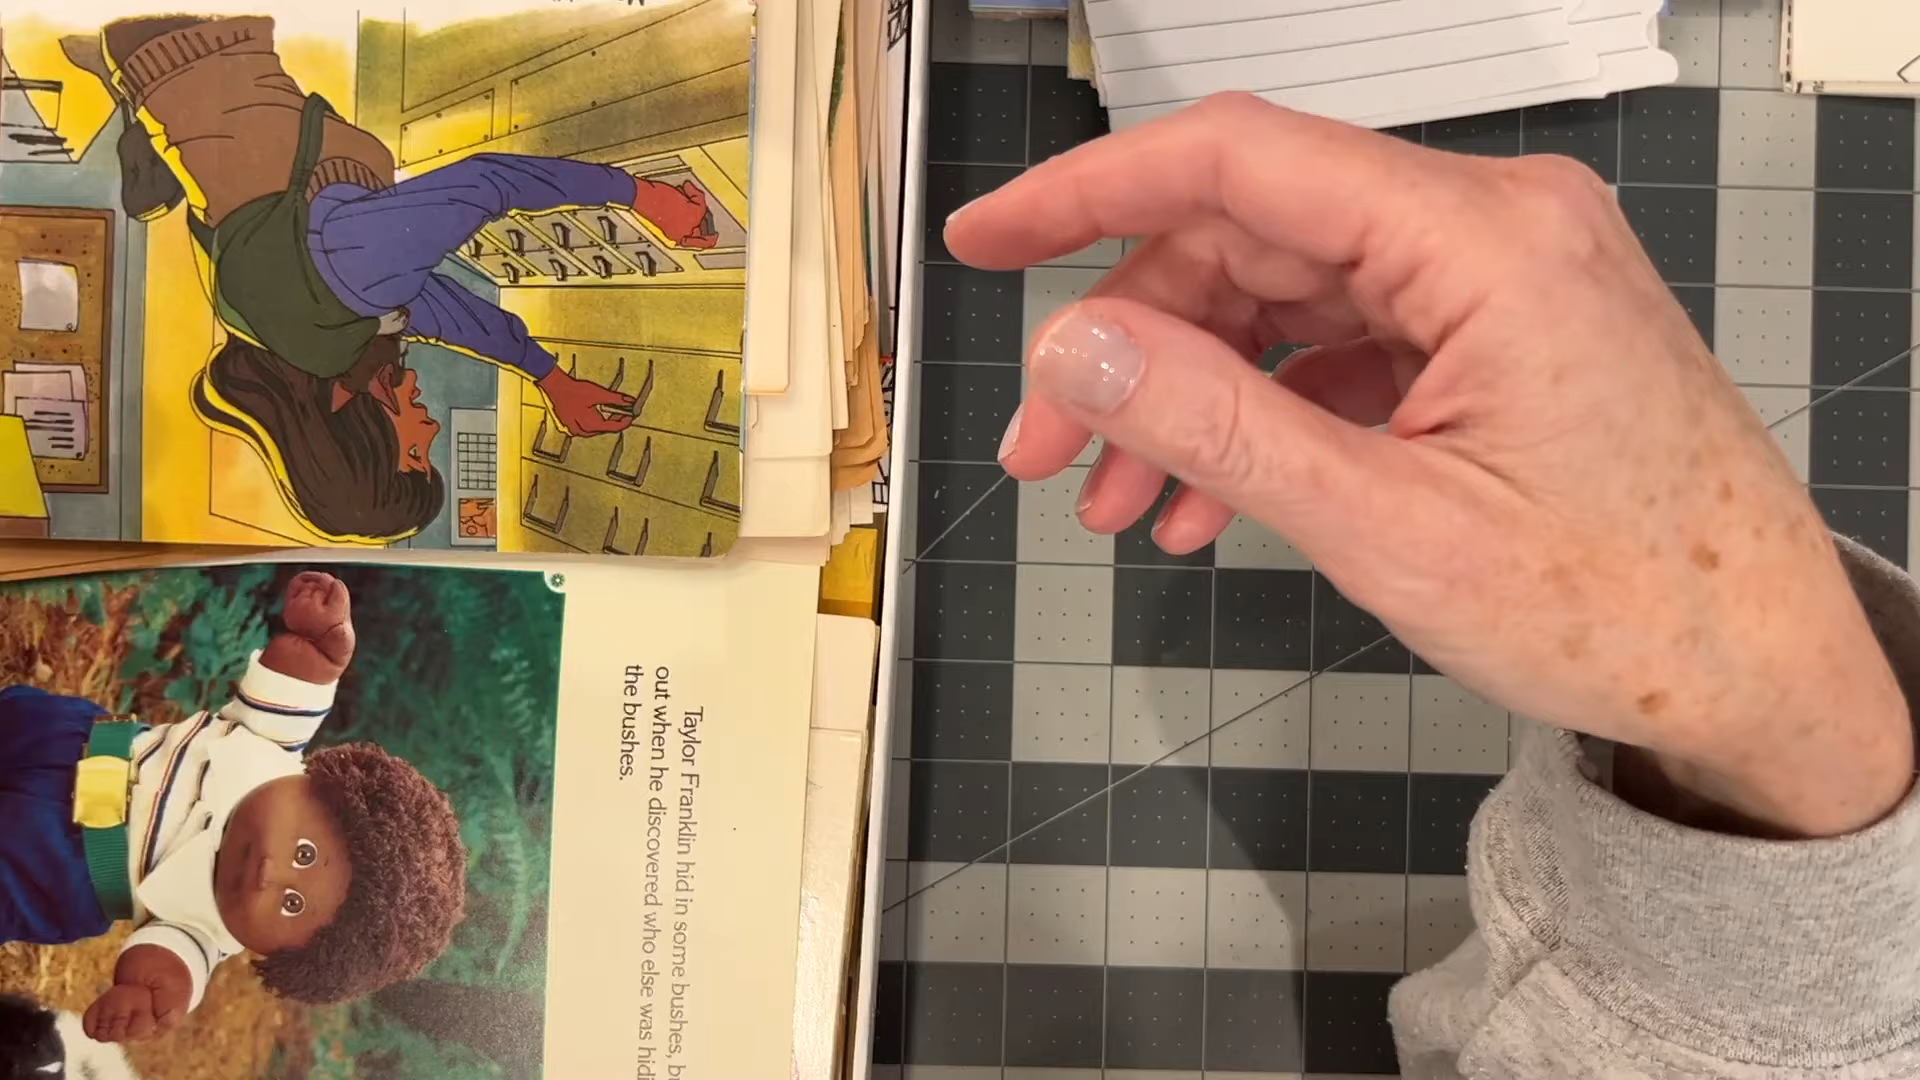 Taylor Franklin hid in some bushes,
out when he discovered who else was
the bushes.